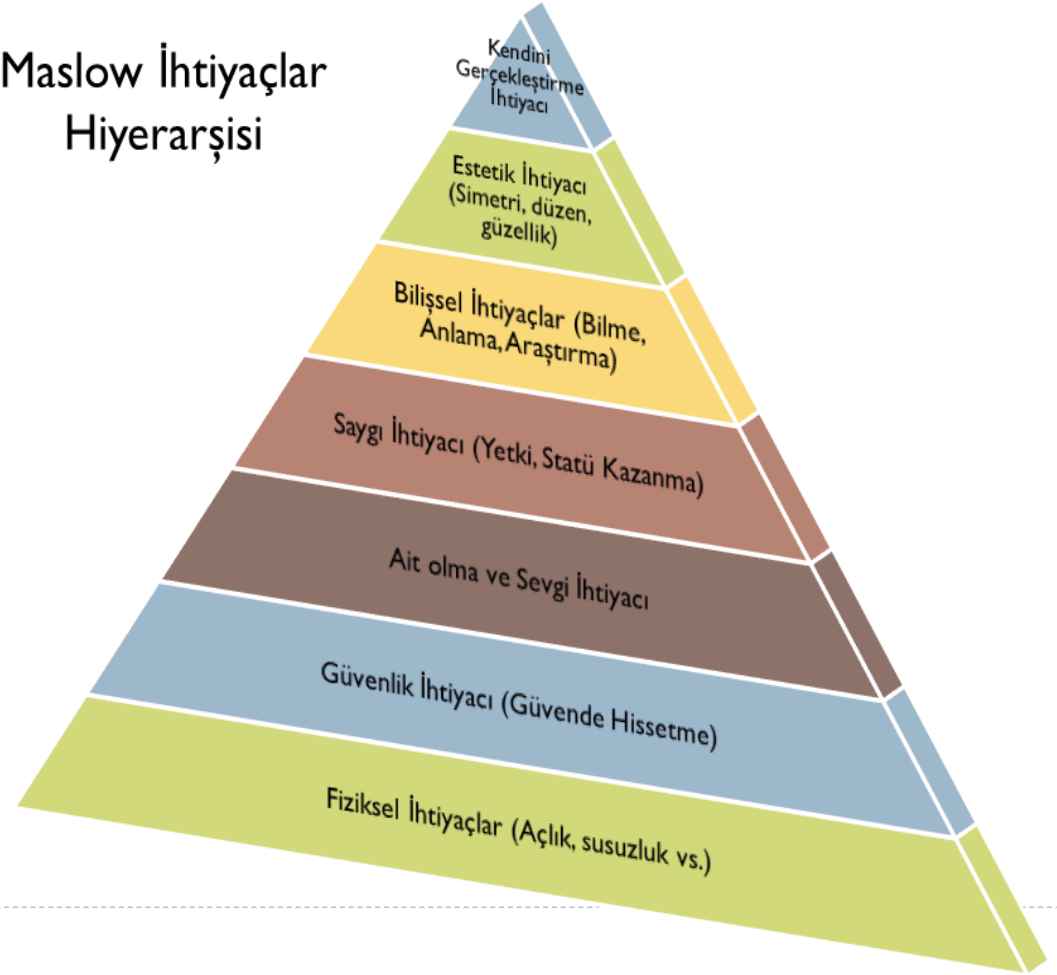 Maslow İhtiyaçlar
Hiyerarşisi
Kendini
Gerçekleştirme
İhtiyacı
Estetik İhtiyacı
(Simetri, düzen,
güzellik)
Bilişsel İhtiyaçlar (Bilme,
Anlama, Araştırma)
Saygı İhtiyacı (Yetki, Statü Kazanma)
Ait olma ve Sevgi İhtiyacı
Güvenlik İhtiyacı (Güvende Hissetme)
Fiziksel İhtiyaçlar (Açlık, susuzluk vs.)